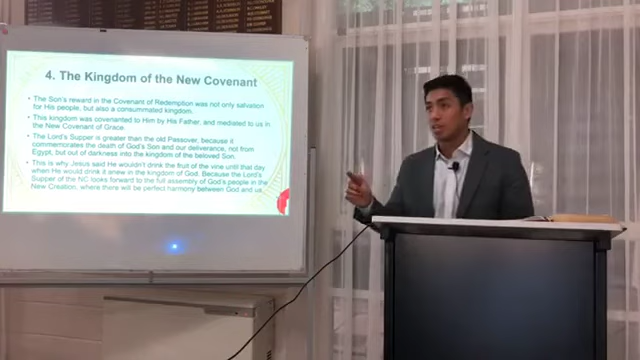 4. The Kingdom of the New Covenant
• The Son's reward in the Covenant of Redemption was not only salvation
for His people, but also a consummated kingdom.
• This kingdom was covenanted to Him by His Father, and mediated to us in
the New Covenant of Grace.
• The Lord's Supper is greater than the old Passover, because it
commemorates the death of God's Son and our deliverance, not from
Egypt, but out of darkness into the kingdom of the beloved Son.
• This is why Jesus said He wouldn't drink the fruit of the vine until that day
when He would drink it anew in the kingdom of God. Because the Lord's
Supper of the NC looks forward to the full assembly of God's people in the
New Creation, where there will be perfect harmony between God and us